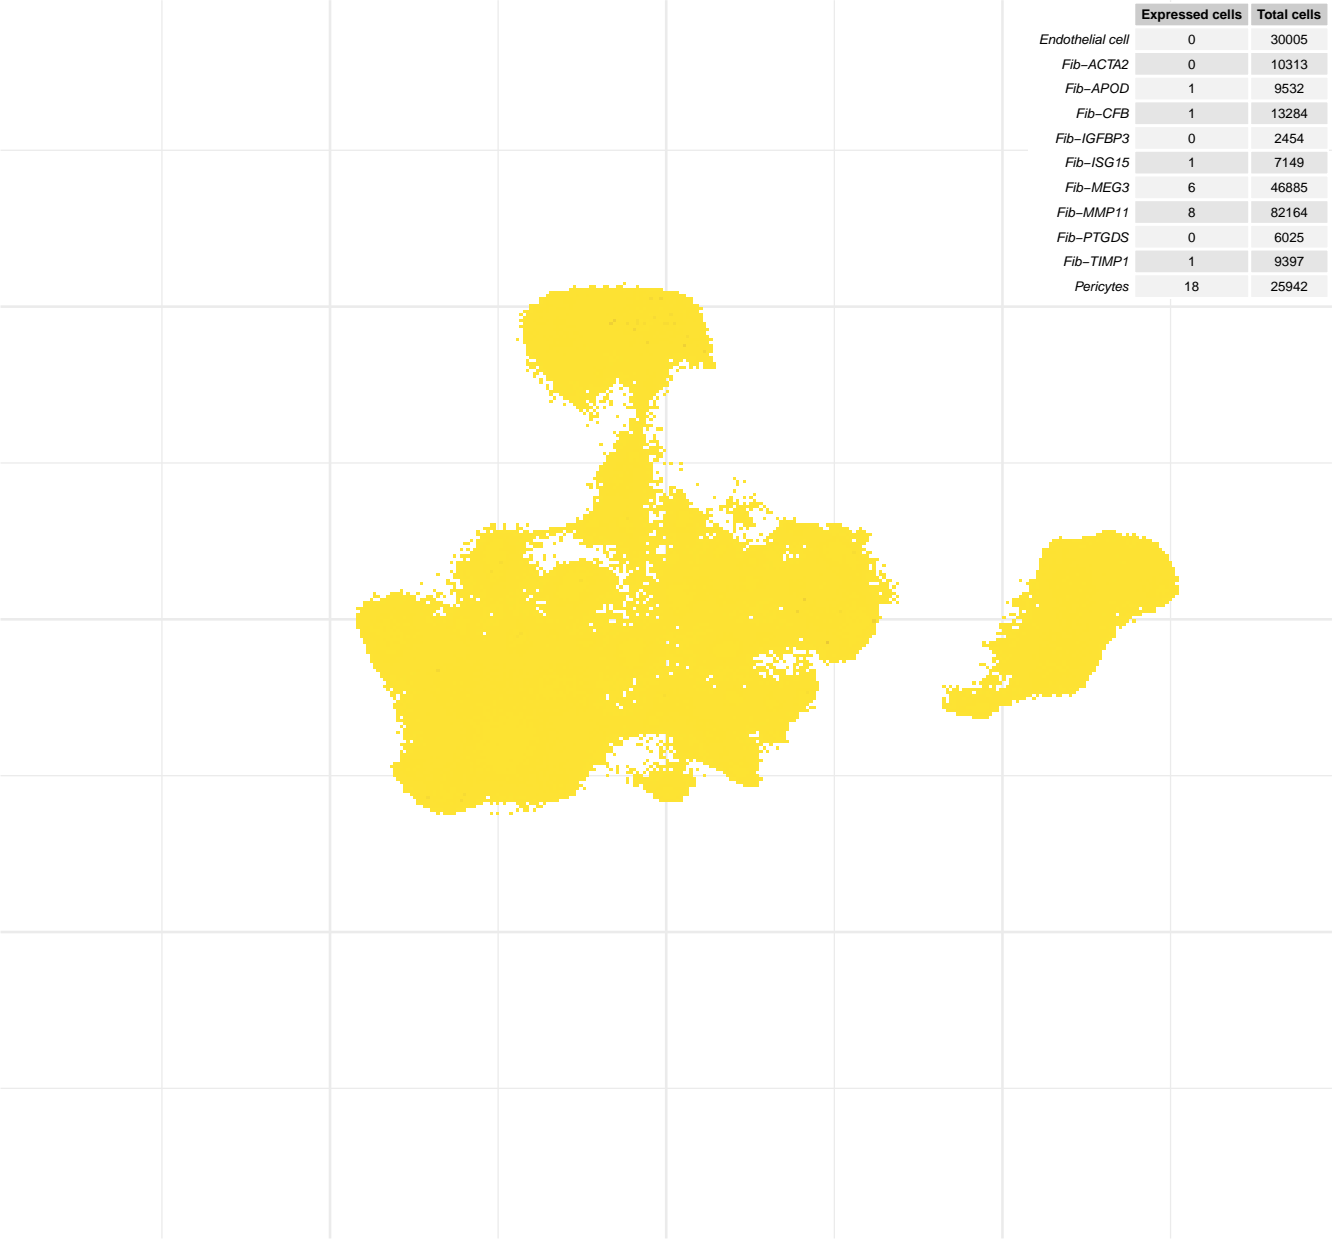 Expressed cells Total cells
Endothelial cell 0 30005
Fib−ACTA2 0 10313
Fib−APOD 1 9532
Fib−CFB 1 13284
Fib−IGFBP3 0 2454
Fib−ISG15 1 7149
Fib−MEG3 6 46885
Fib−MMP11 8 82164
Fib−PTGDS 0 6025
Fib−TIMP1 1 9397
Pericytes 18 25942